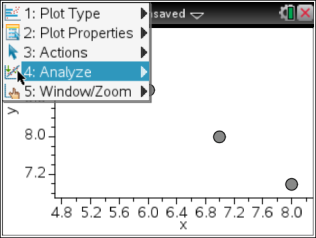 1: Plot Type
nsaved
2: Plot Properties
3: Actions
4: Analyze
5: Window/Zoom
y
8.0
7.2
4.8 5.2 5.6 6.0 6.4 6.8 7.2 7.6 8.0
x